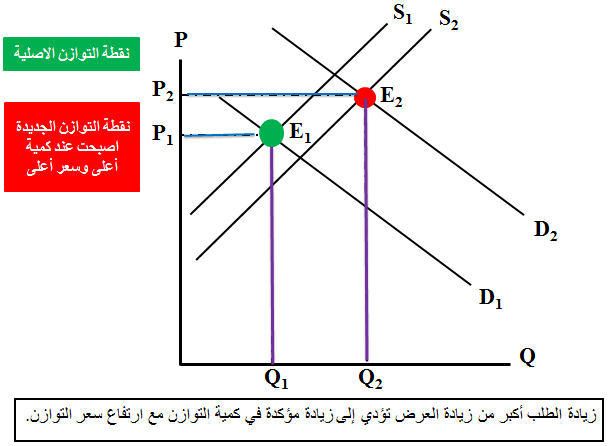 P
S₁
S₂
نقطة التوازن الاصلية
P₂
E₂
نقطة التوازن الجديدة
اصبحت عند كمية
أعلى وسعر أعلى
P₁
E₁
D₂
D₁
Q
Q₁
Q₂
زيادة الطلب أكبر من زيادة العرض تؤدي إلى زيادة مؤكدة في كمية التوازن مع ارتفاع سعر التوازن.